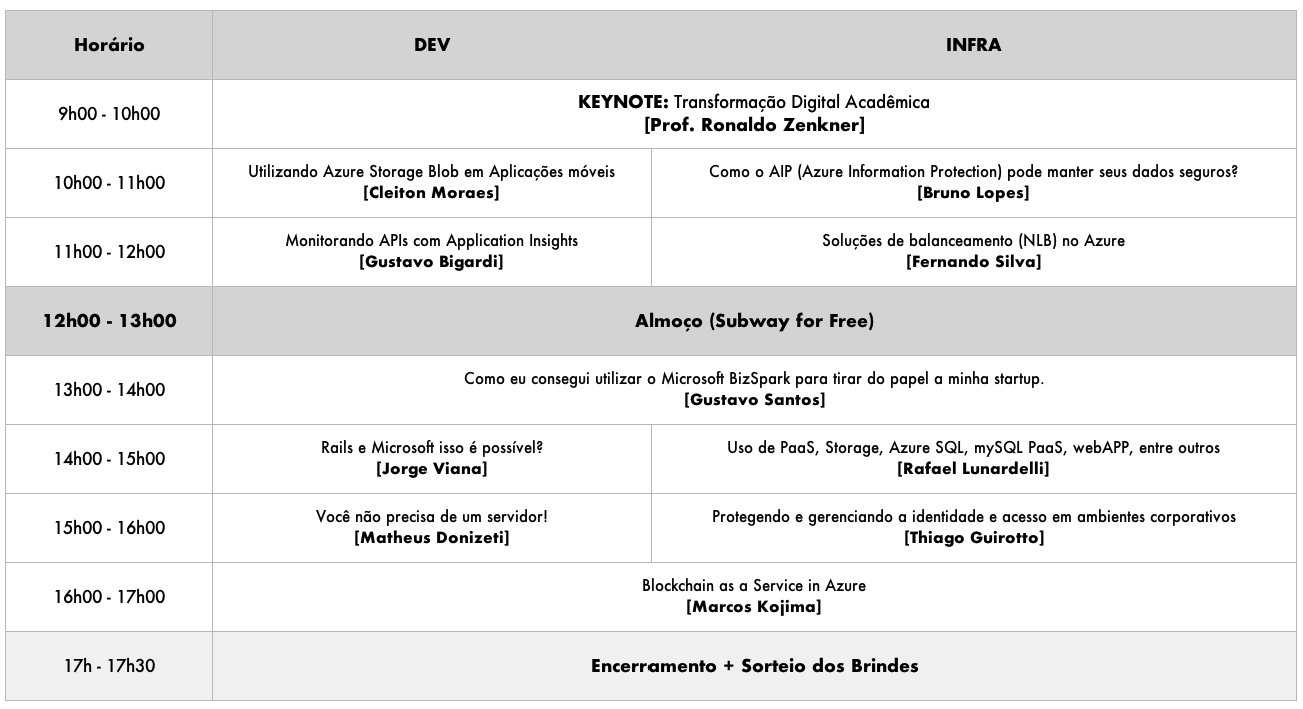 Horário
DEV
INFRA
9h00 - 10h00
KEYNOTE: Transformação Digital Acadêmica
[Prof. Ronaldo Zenkner]
10h00 - 11h00
Utilizando Azure Storage Blob em Aplicações móveis
[Cleiton Moraes]
Como o AIP (Azure Information Protection) pode manter seus dados seguros?
[Bruno Lopes]
11h00 - 12h00
Monitorando APIs com Application Insights
[Gustavo Bigardi]
Soluções de balanceamento (NLB) no Azure
[Fernando Silva]
12h00 - 13h00
Almoço (Subway for Free)
13h00 - 14h00
Como eu consegui utilizar o Microsoft BizSpark para tirar do papel a minha startup.
[Gustavo Santos]
14h00 - 15h00
Rails e Microsoft isso é possível?
[Jorge Viana]
Uso de PaaS, Storage, Azure SQL, mySQL PaaS, webAPP, entre outros
[Rafael Lunardelli]
15h00 - 16h00
Você não precisa de um servidor!
[Matheus Donizeti]
Protegendo e gerenciando a identidade e acesso em ambientes corporativos
[Thiago Guirotto]
16h00 - 17h00
Blockchain as a Service in Azure
[Marcos Kojima]
17h - 17h30
Encerramento + Sorteio dos Brindes